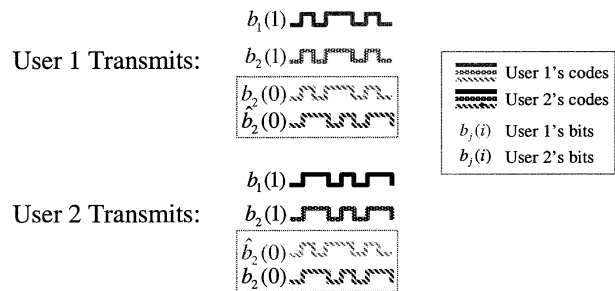 b₁(1)
User 1 Transmits: b₂(1)
b₂(0)
b̂₂(0)
b₁(1)
User 2 Transmits: b₂(1)
b̂₂(0)
b₂(0)
User 1's codes
User 2's codes
bⱼ(i) User 1's bits
bⱼ(i) User 2's bits